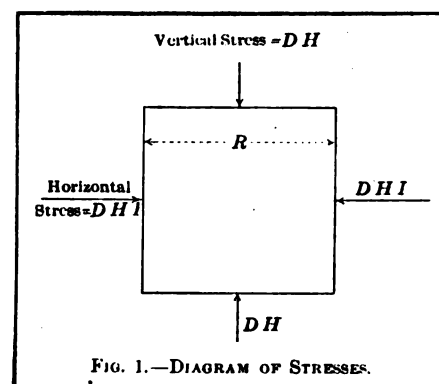 Vertical Stress = D H
R
Horizontal
Stress = D H I
D H I
D H
FIG. 1.—DIAGRAM OF STRESSES.